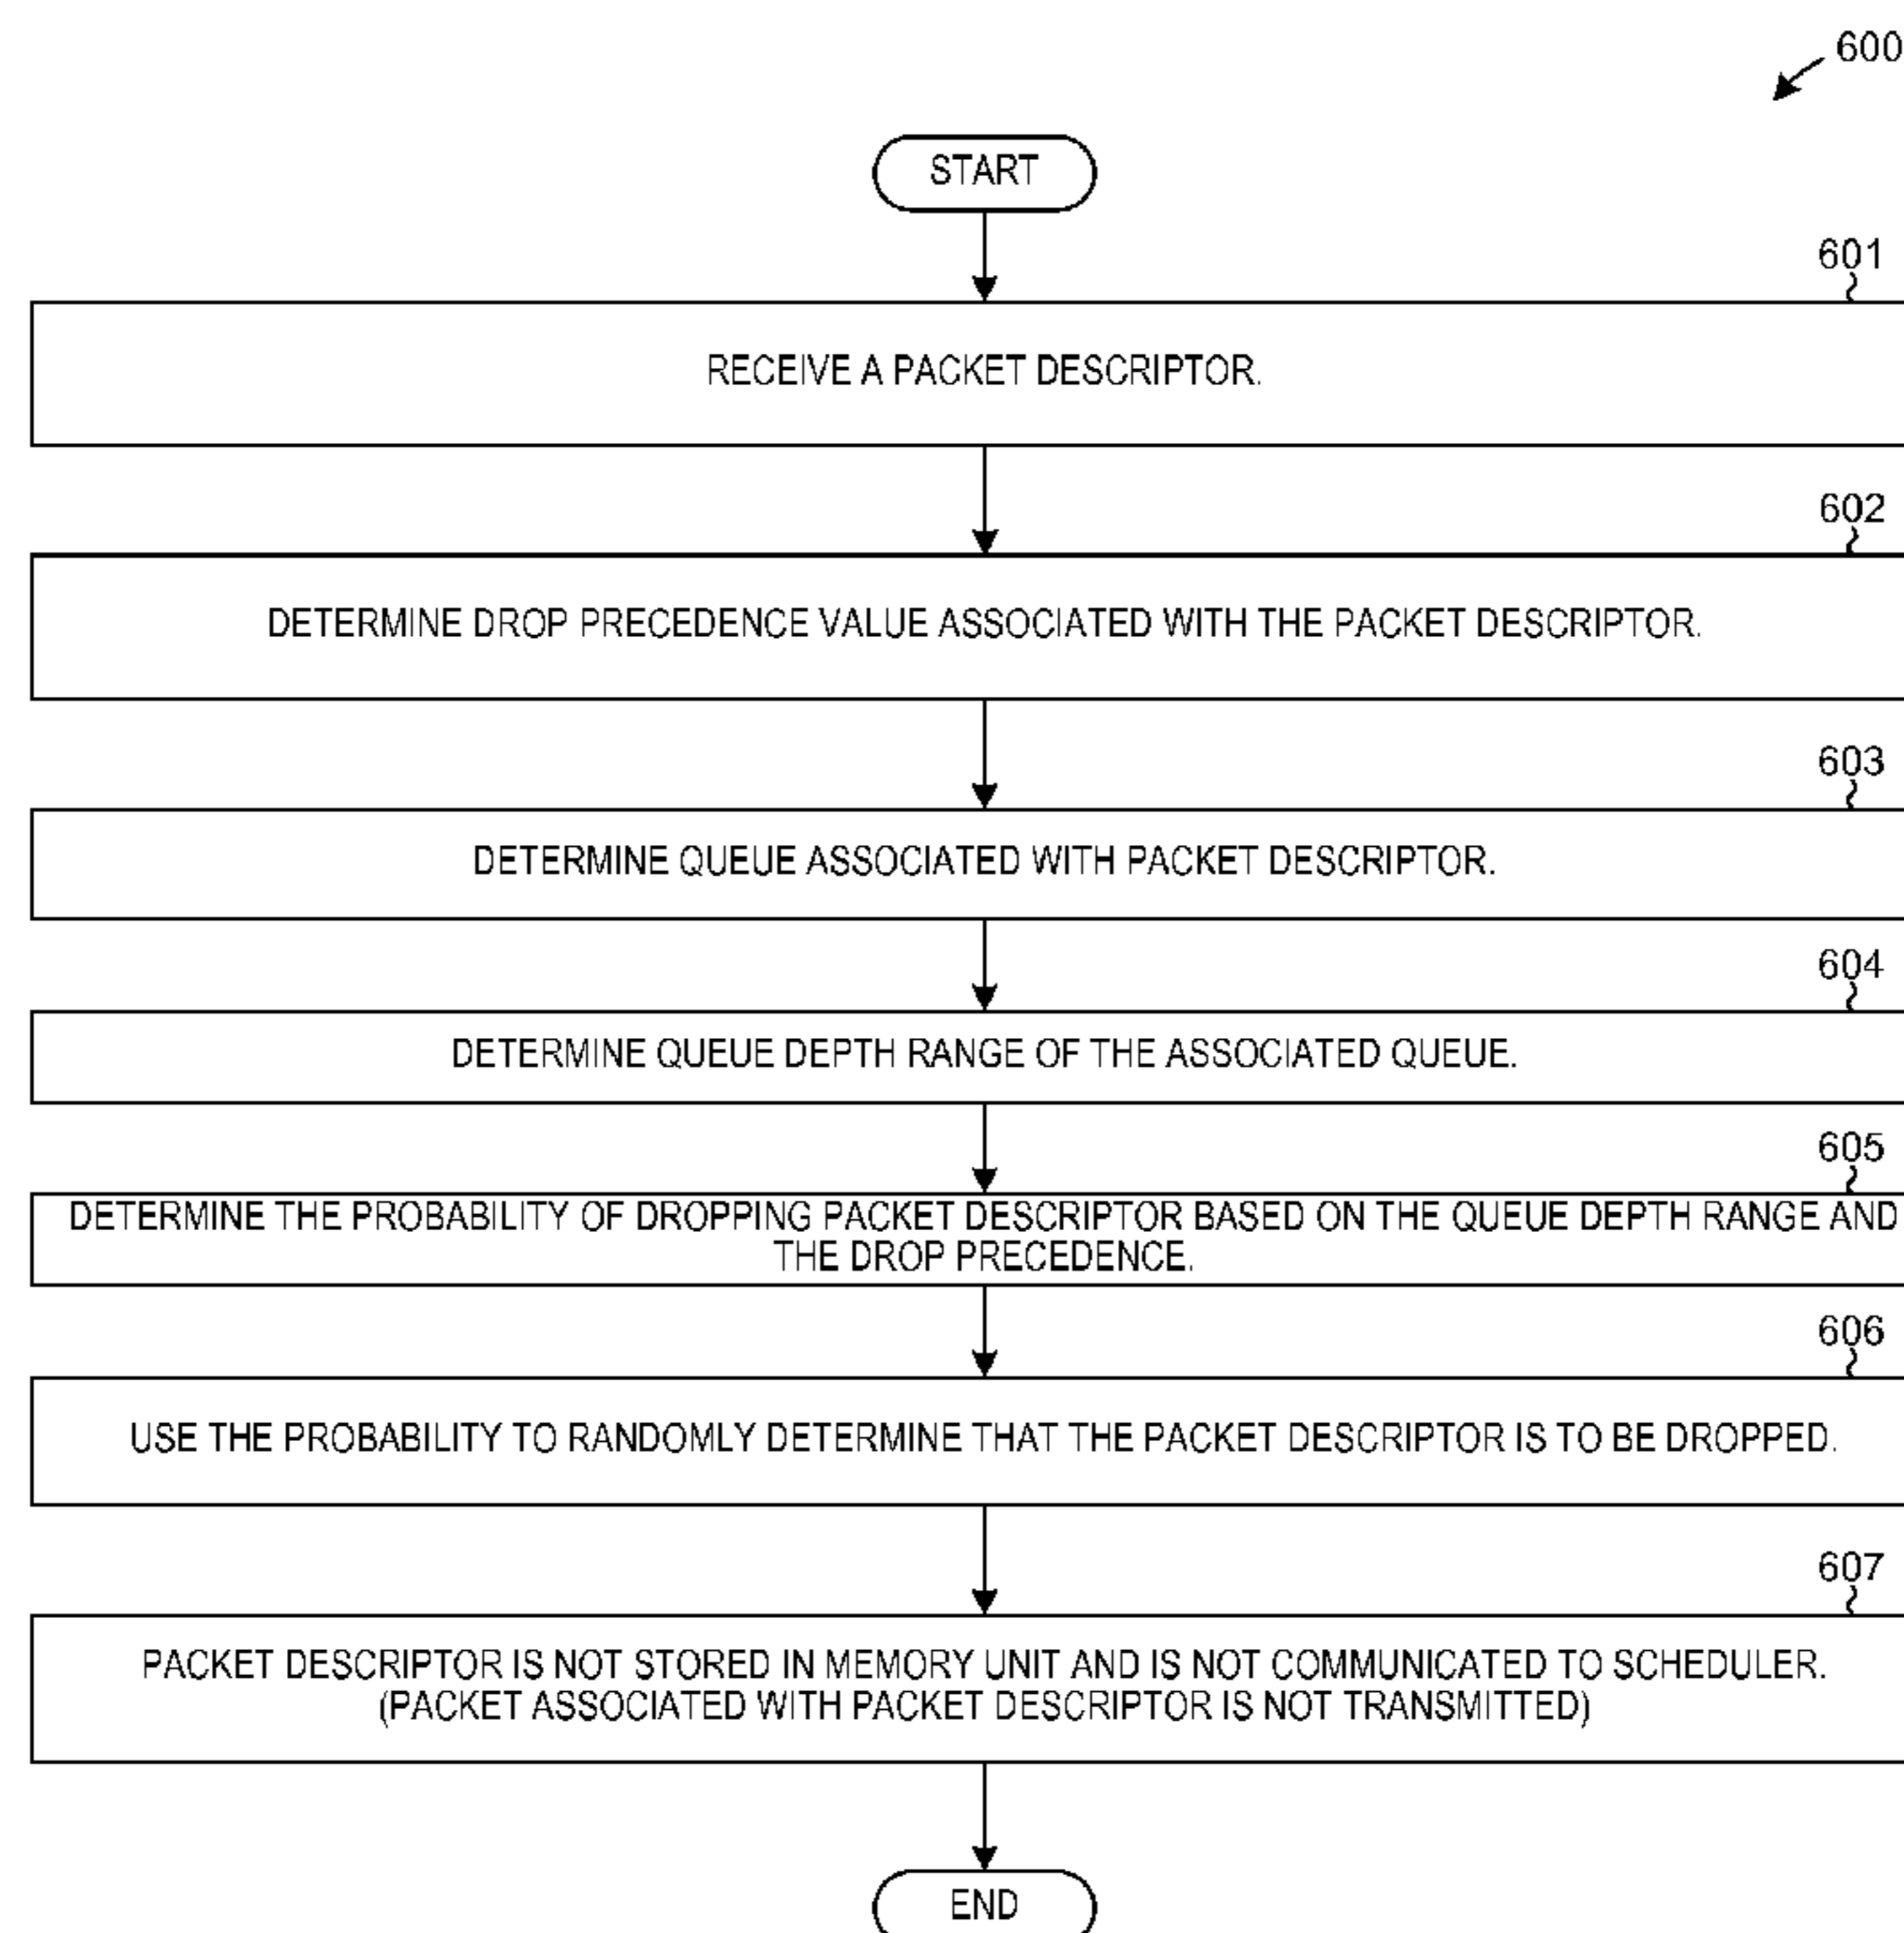 600
START
601
RECEIVE A PACKET DESCRIPTOR.
602
DETERMINE DROP PRECEDENCE VALUE ASSOCIATED WITH THE PACKET DESCRIPTOR.
603
DETERMINE QUEUE ASSOCIATED WITH PACKET DESCRIPTOR.
604
DETERMINE QUEUE DEPTH RANGE OF THE ASSOCIATED QUEUE.
605
DETERMINE THE PROBABILITY OF DROPPING PACKET DESCRIPTOR BASED ON THE QUEUE DEPTH RANGE AND
THE DROP PRECEDENCE.
606
USE THE PROBABILITY TO RANDOMLY DETERMINE THAT THE PACKET DESCRIPTOR IS TO BE DROPPED.
607
PACKET DESCRIPTOR IS NOT STORED IN MEMORY UNIT AND IS NOT COMMUNICATED TO SCHEDULER.
(PACKET ASSOCIATED WITH PACKET DESCRIPTOR IS NOT TRANSMITTED)
END